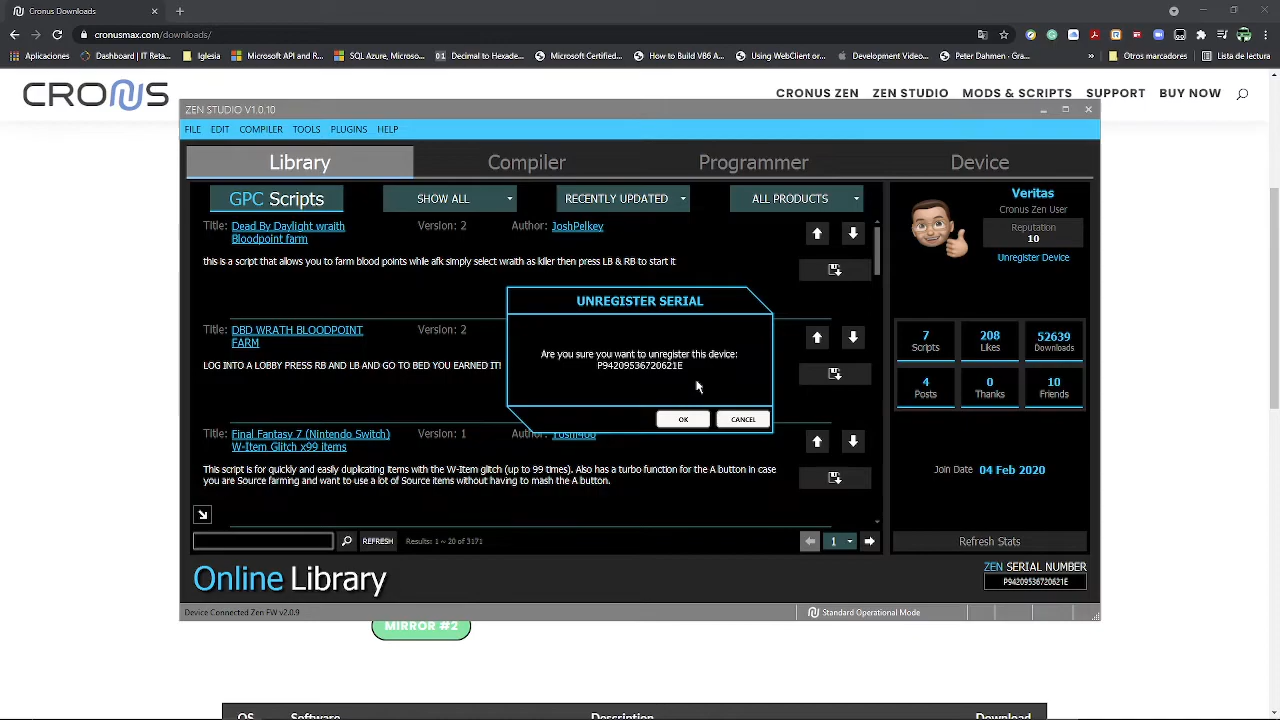 Cronus Downloads
cronusmax.com/downloads/
Aplicaciones
Dashboard | IT Reta...
Iglesia
Microsoft API and R...
SQL Azure, Microso...
01 Decimal to Hexade...
Microsoft Certified...
How to Build V86 A...
Using WebClient or...
Development Video...
Otros marcadores
Lista de lectura
CRONUS
CRONUS ZEN
ZEN STUDIO
MODS & SCRIPTS
SUPPORT
BUY NOW
ZEN STUDIO V1.0.10
FILE EDIT COMPILER TOOLS PLUGINS HELP
Library
Compiler
Programmer
Device
GPC Scripts
SHOW ALL
RECENTLY UPDATED
ALL PRODUCTS
Title: Dead By Daylight wraith
Bloodpoint farm
Version: 2
Author: JoshPelkey
this is a script that allows you to farm blood points while afk simply select wraith as killer then press LB & RB to start it
Title: DBD WRATH BLOODPOINT
FARM
Version: 2
LOG INTO A LOBBY PRESS RB AND LB AND GO TO BED YOU EARNED IT!
Title: Final Fantasy 7 (Nintendo Switch)
W-Item Glitch x99 items
Version: 1
Author: Yoshi400
This script is for quickly and easily duplicating items with the W-Item glitch (up to 99 times). Also has a turbo function for the A button in case
you are Source farming and want to use a lot of Source items without having to mash the A button.
REFRESH
Results: 1 ~ 20 of 3171
1
UNREGISTER SERIAL
Are you sure you want to unregister this device:
P94209536720621E
OK
CANCEL
Veritas
Cronus Zen User
Reputation
10
Unregister Device
7
Scripts
208
Likes
52639
Downloads
4
Posts
0
Thanks
10
Friends
Join Date 04 Feb 2020
Refresh Stats
Online Library
ZEN SERIAL NUMBER
P94209536720621E
Device Connected Zen FW v2.0.9
Standard Operational Mode
MIRROR #2
OS
Software
Description
Download